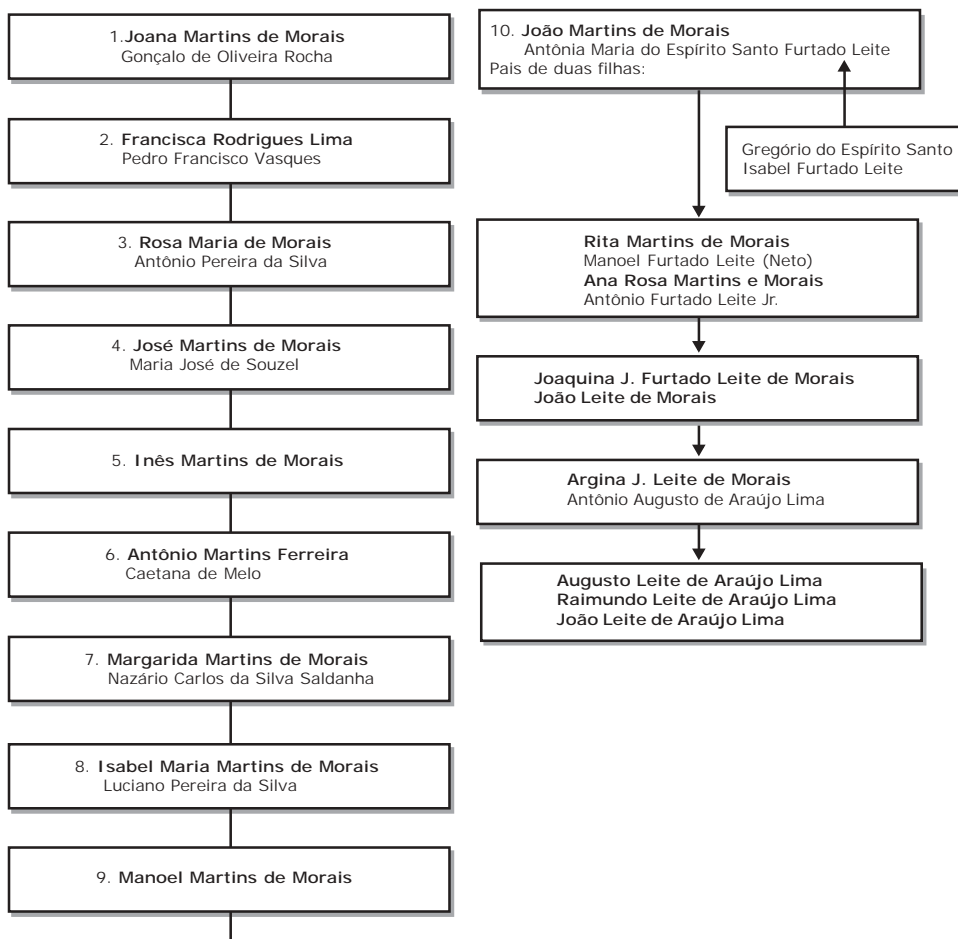 1.Joana Martins de Morais
Gonçalo de Oliveira Rocha
2. Francisca Rodrigues Lima
Pedro Francisco Vasques
3. Rosa Maria de Morais
Antônio Pereira da Silva
4. José Martins de Morais
Maria José de Souzel
5. Inês Martins de Morais
6. Antônio Martins Ferreira
Caetana de Melo
7. Margarida Martins de Morais
Nazário Carlos da Silva Saldanha
8. Isabel Maria Martins de Morais
Luciano Pereira da Silva
9. Manoel Martins de Morais
10. João Martins de Morais
Antônia Maria do Espírito Santo Furtado Leite
Pais de duas filhas:
Gregório do Espírito Santo
Isabel Furtado Leite
Rita Martins de Morais
Manoel Furtado Leite (Neto)
Ana Rosa Martins e Morais
Antônio Furtado Leite Jr.
Joaquina J. Furtado Leite de Morais
João Leite de Morais
Argina J. Leite de Morais
Antônio Augusto de Araújo Lima
Augusto Leite de Araújo Lima
Raimundo Leite de Araújo Lima
João Leite de Araújo Lima